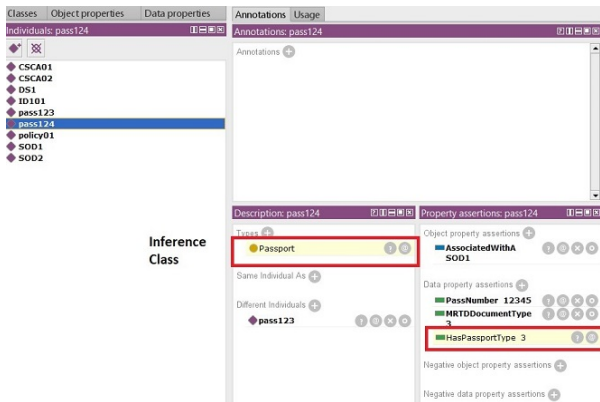 Classes Object properties Data properties
Individuals: pass124
CSCA01
CSCA02
DS1
ID101
pass123
pass124
policy01
SOD1
SOD2
Inference
Class
Annotations Usage
Annotations: pass124
Annotations
Description: pass124
Types
Passport
Same Individual As
Different Individuals
pass123
Property assertions: pass124
Object property assertions
AssociatedWithA
SOD1
Data property assertions
PassNumber 12345
MRTDDocumentType
3
HasPassportType 3
Negative object property assertions
Negative data property assertions